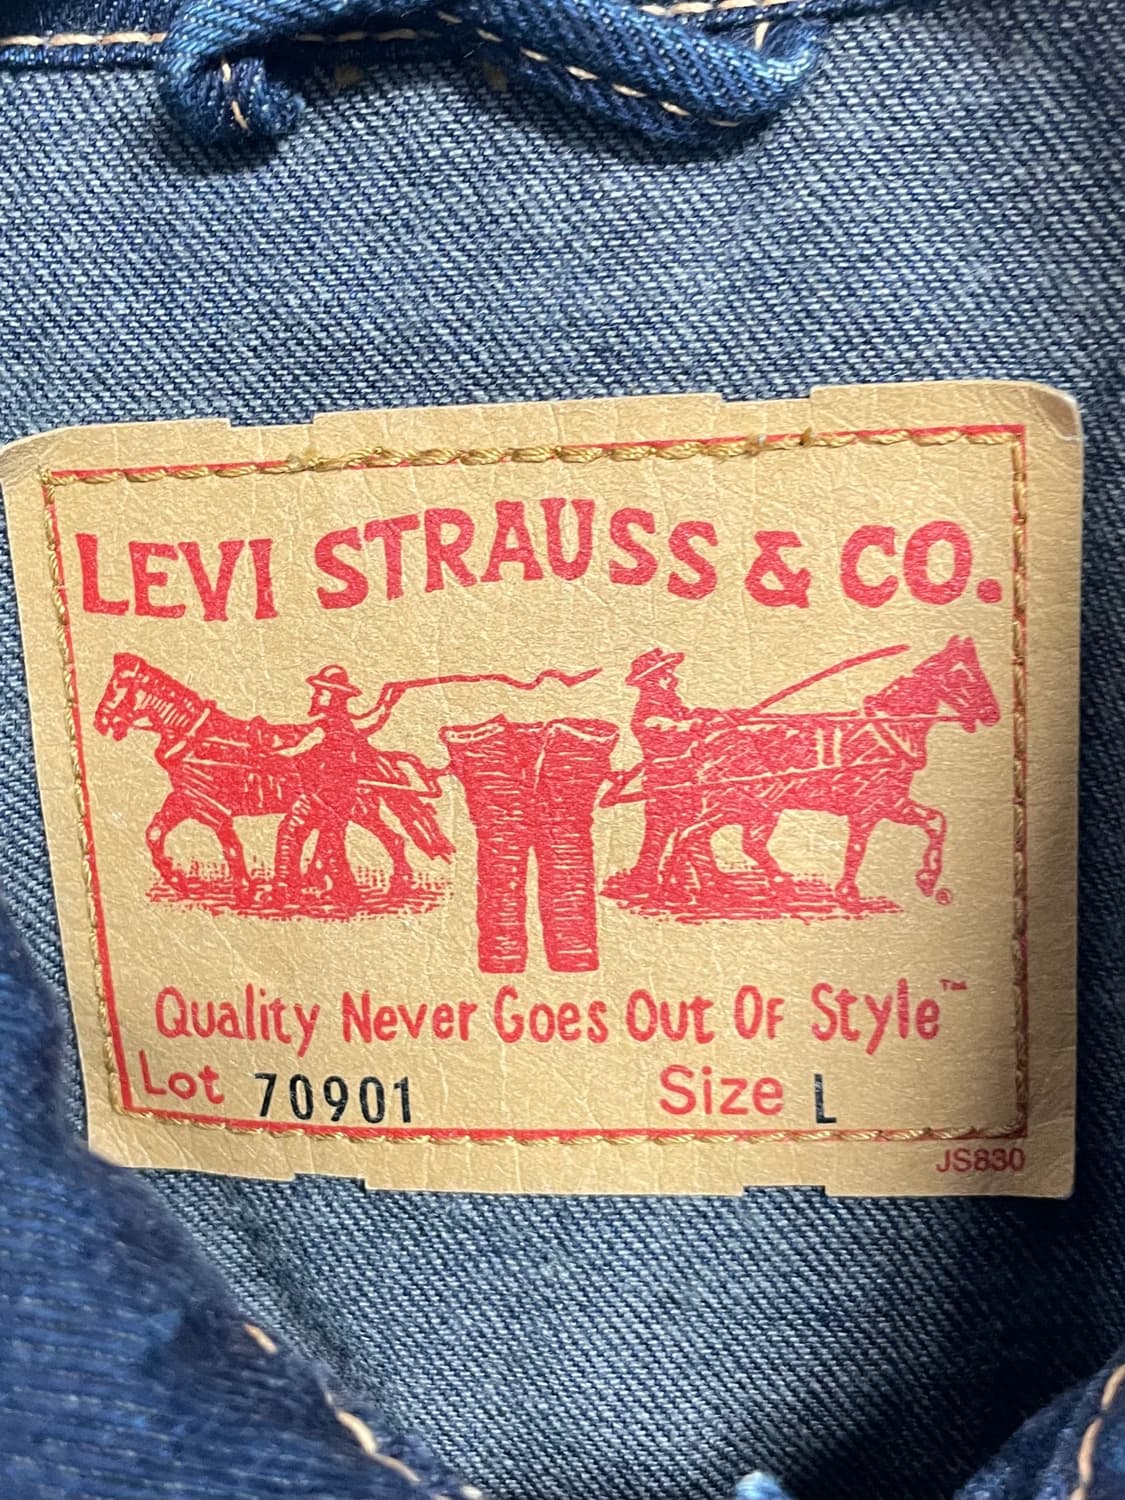 LEVI STRAUSS & CO.
®
Quality Never Goes Out Of Style™
Lot 70901 Size L
JS830